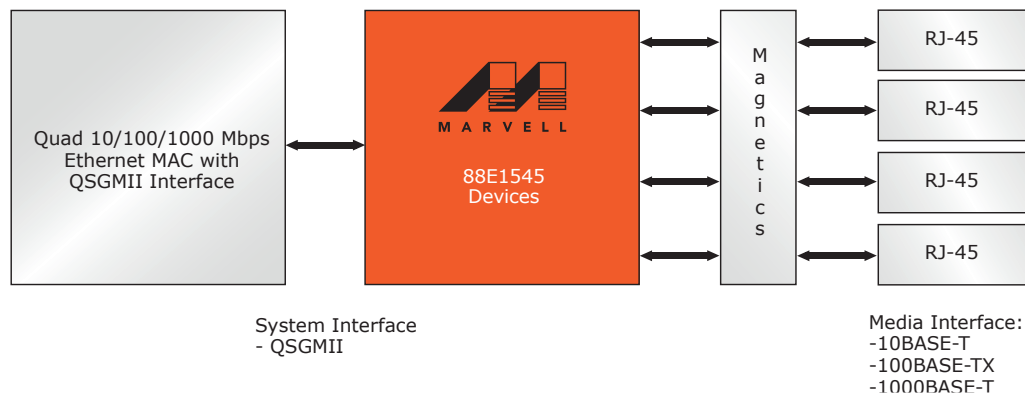 Quad 10/100/1000 Mbps
Ethernet MAC with
QSGMII Interface
MARVELL
88E1545
Devices
Magnetics
RJ-45
RJ-45
RJ-45
RJ-45
System Interface
- QSGMII
Media Interface:
-10BASE-T
-100BASE-TX
-1000BASE-T